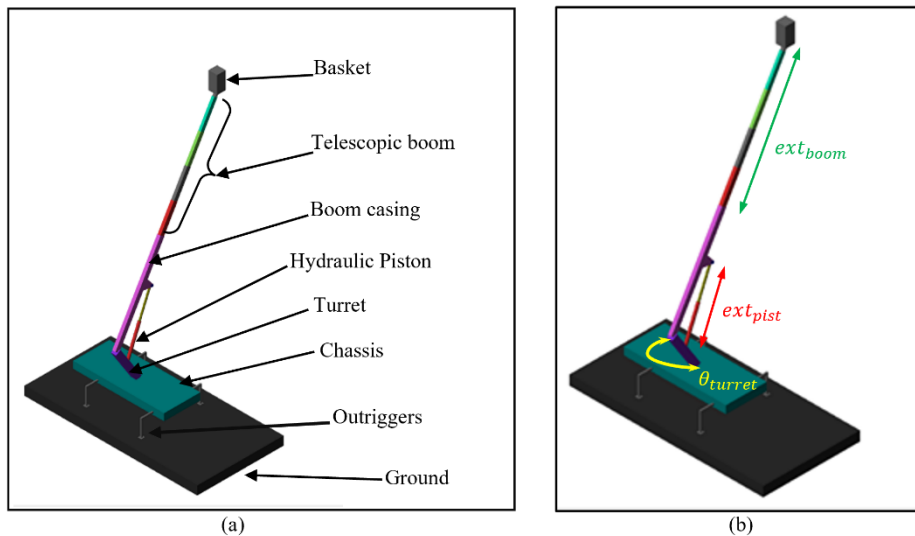 Basket
Telescopic boom
Boom casing
Hydraulic Piston
Turret
Chassis
Outriggers
Ground
(a)
ext_boom
ext_pist
θ_turret
(b)